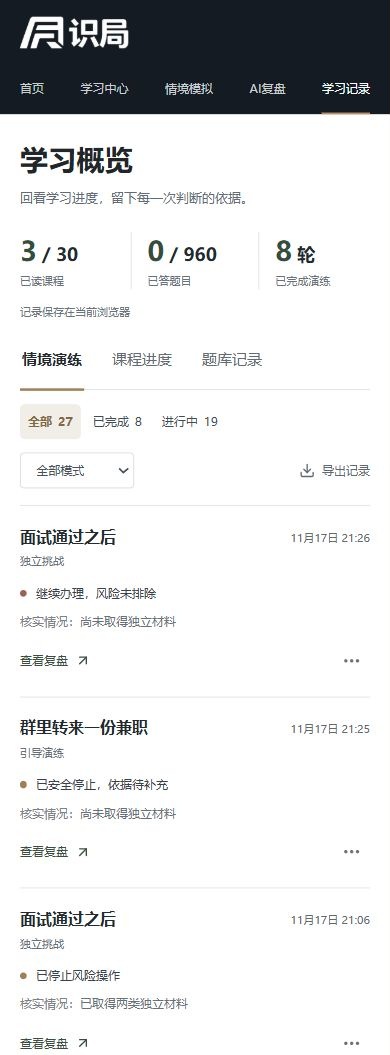 识局
首页 学习中心 情境模拟 AI复盘 学习记录
学习概览
回看学习进度，留下每一次判断的依据。
3 / 30 0 / 960 8 轮
已读课程 已答题目 已完成演练
记录保存在当前浏览器
情境演练 课程进度 题库记录
全部 27 已完成 8 进行中 19
全部模式 导出记录
面试通过之后 11月17日 21:26
独立挑战
继续办理，风险未排除
核实情况：尚未取得独立材料
查看复盘
群里转来一份兼职 11月17日 21:25
引导演练
已安全停止，依据待补充
核实情况：尚未取得独立材料
查看复盘
面试通过之后 11月17日 21:06
独立挑战
已停止风险操作
核实情况：已取得两类独立材料
查看复盘